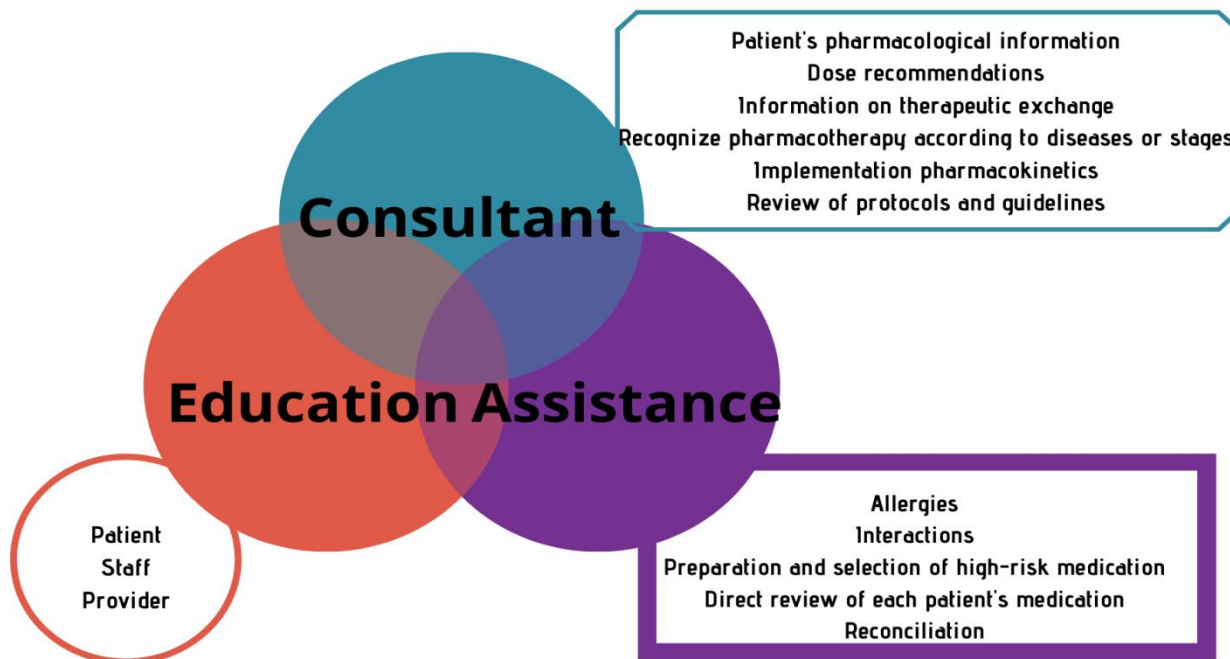 Patient's pharmacological information
Dose recommendations
Information on therapeutic exchange
Recognize pharmacotherapy according to diseases or stages
Implementation pharmacokinetics
Review of protocols and guidelines
Consultant
Education Assistance
Patient
Staff
Provider
Allergies
Interactions
Preparation and selection of high-risk medication
Direct review of each patient's medication
Reconciliation